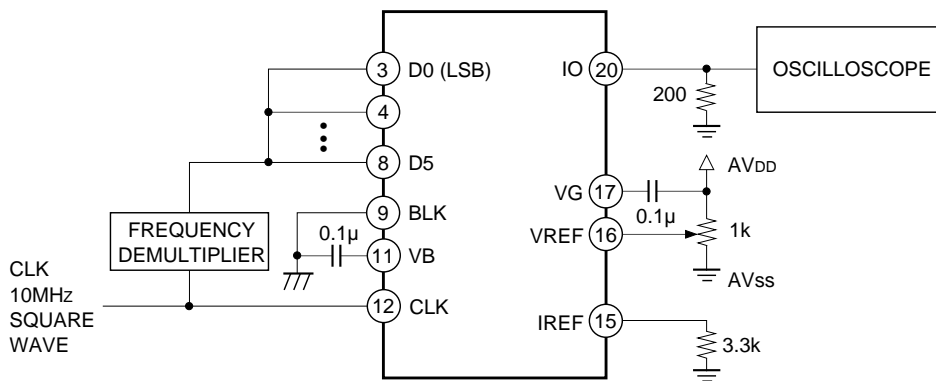 3 D0 (LSB)
4
8 D5
9 BLK
0.1µ
11 VB
12 CLK
FREQUENCY
DEMULTIPLIER
CLK
10MHz
SQUARE
WAVE
IO 20
200
OSCILLOSCOPE
AVDD
VG 17
0.1µ
VREF 16
1k
AVSS
IREF 15
3.3k